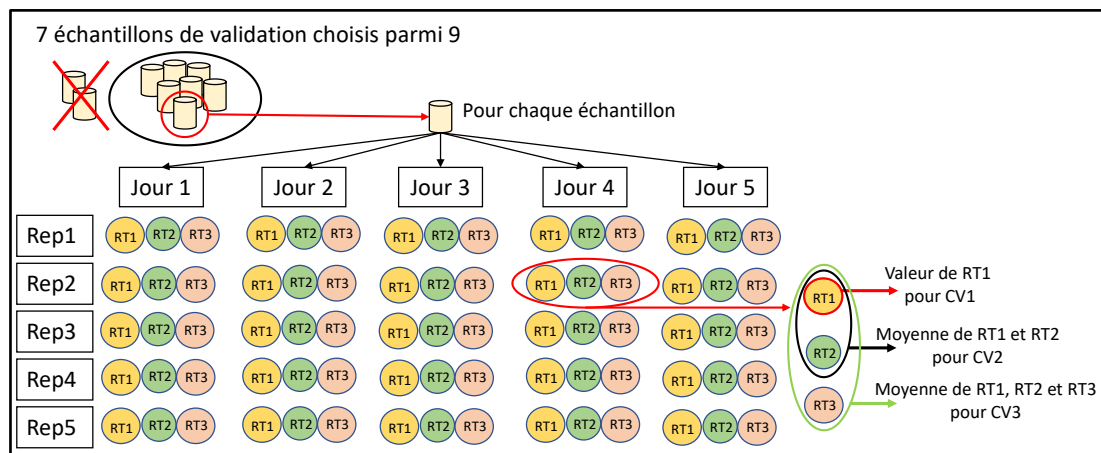 7 échantillons de validation choisis parmi 9
Pour chaque échantillon
Jour 1 Jour 2 Jour 3 Jour 4 Jour 5
Rep1 RT1 RT2 RT3 RT1 RT2 RT3 RT1 RT2 RT3 RT1 RT2 RT3 RT1 RT2 RT3
Rep2 RT1 RT2 RT3 RT1 RT2 RT3 RT1 RT2 RT3 RT1 RT2 RT3 RT1 RT2 RT3
Rep3 RT1 RT2 RT3 RT1 RT2 RT3 RT1 RT2 RT3 RT1 RT2 RT3 RT1 RT2 RT3
Rep4 RT1 RT2 RT3 RT1 RT2 RT3 RT1 RT2 RT3 RT1 RT2 RT3 RT1 RT2 RT3
Rep5 RT1 RT2 RT3 RT1 RT2 RT3 RT1 RT2 RT3 RT1 RT2 RT3 RT1 RT2 RT3
RT1
Valeur de RT1
pour CV1
RT2
Moyenne de RT1 et RT2
pour CV2
RT3
Moyenne de RT1, RT2 et RT3
pour CV3